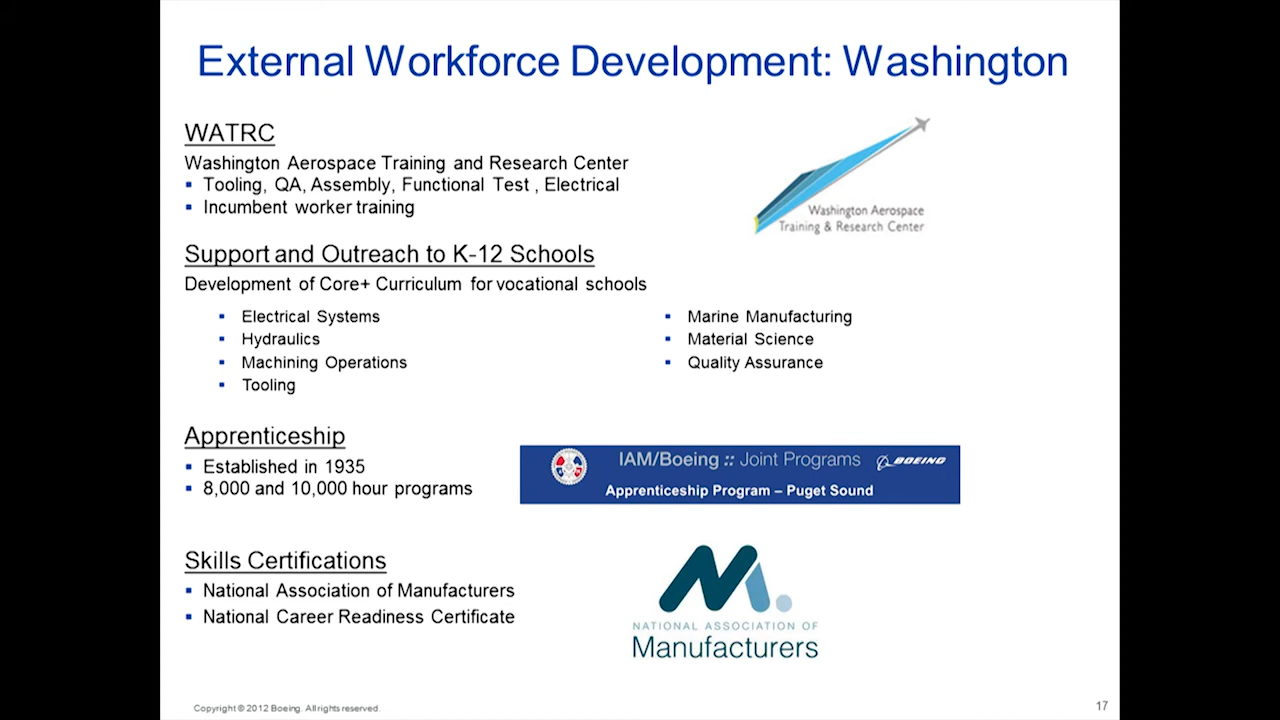 External Workforce Development: Washington
WATRC
Washington Aerospace Training and Research Center
Tooling, QA, Assembly, Functional Test , Electrical
Incumbent worker training
Washington Aerospace
Training & Research Center
Support and Outreach to K-12 Schools
Development of Core+ Curriculum for vocational schools
Electrical Systems
Hydraulics
Machining Operations
Tooling
Marine Manufacturing
Material Science
Quality Assurance
Apprenticeship
Established in 1935
8,000 and 10,000 hour programs
IAM/Boeing :: Joint Programs
BOEING
Apprenticeship Program – Puget Sound
Skills Certifications
National Association of Manufacturers
National Career Readiness Certificate
NATIONAL ASSOCIATION OF
Manufacturers
Copyright © 2012 Boeing. All rights reserved.
17